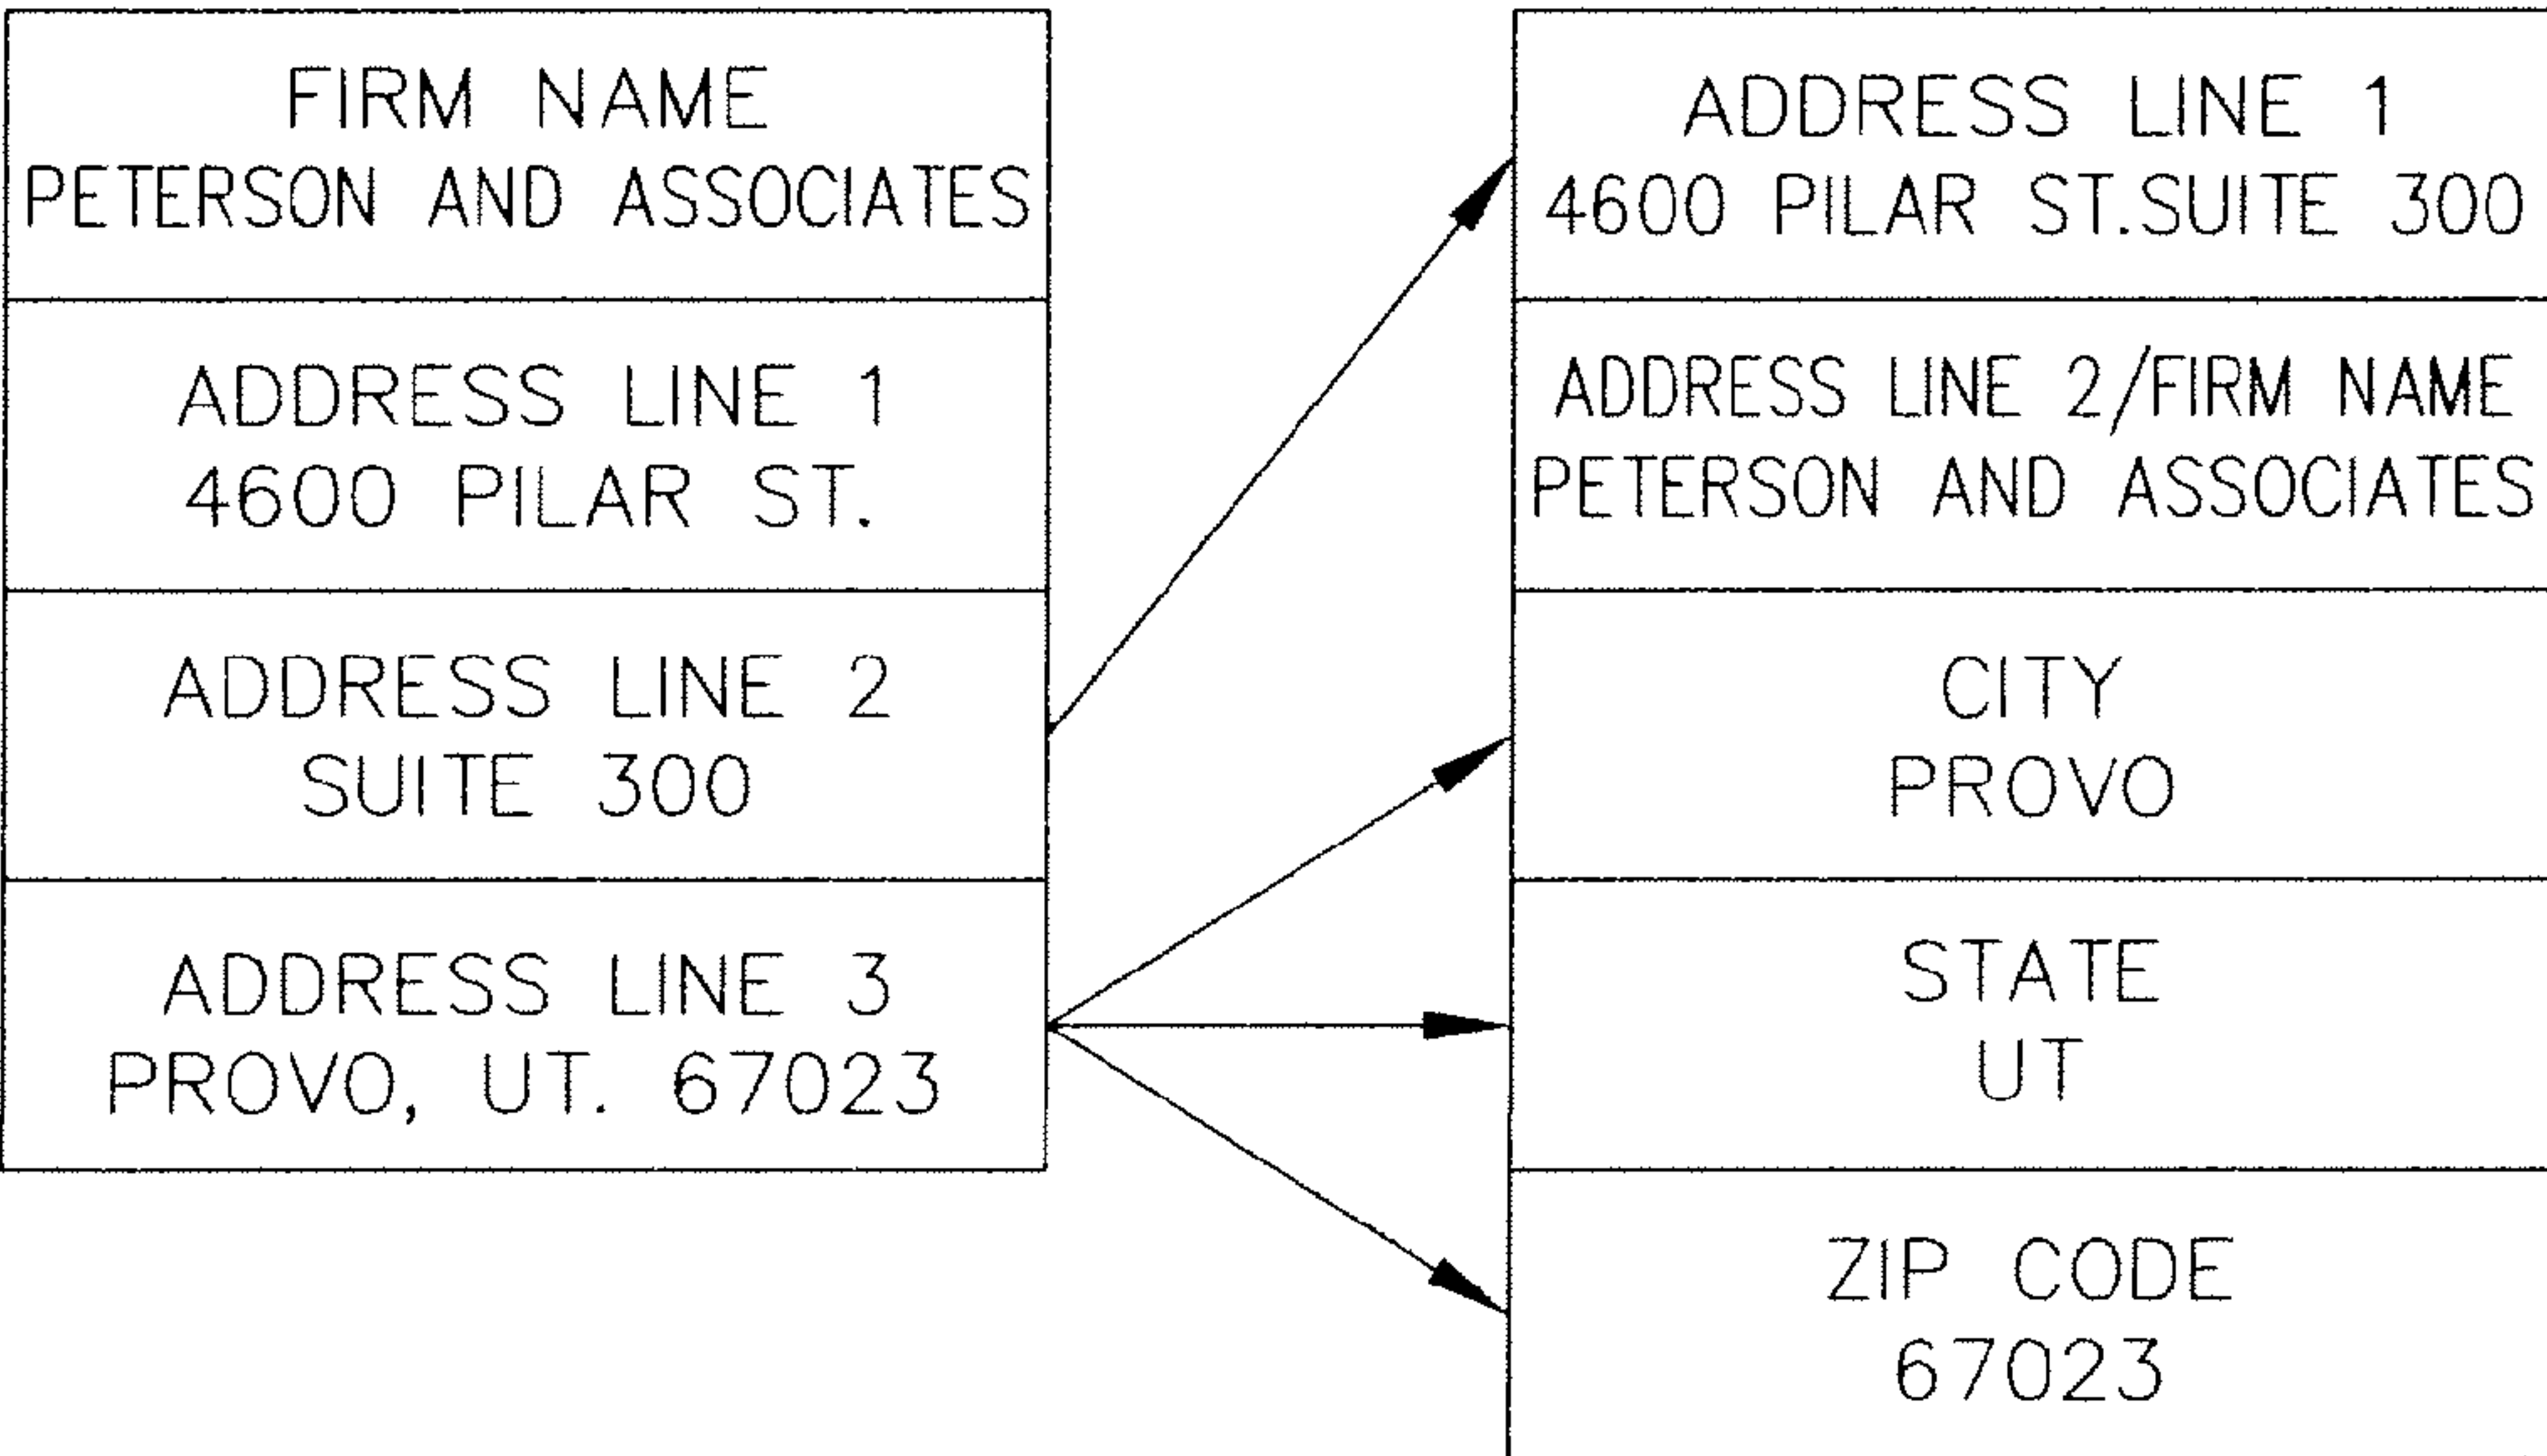 FIRM NAME
PETERSON AND ASSOCIATES
ADDRESS LINE 1
4600 PILAR ST.
ADDRESS LINE 2
SUITE 300
ADDRESS LINE 3
PROVO, UT. 67023
ADDRESS LINE 1
4600 PILAR ST.SUITE 300
ADDRESS LINE 2/FIRM NAME
PETERSON AND ASSOCIATES
CITY
PROVO
STATE
UT
ZIP CODE
67023